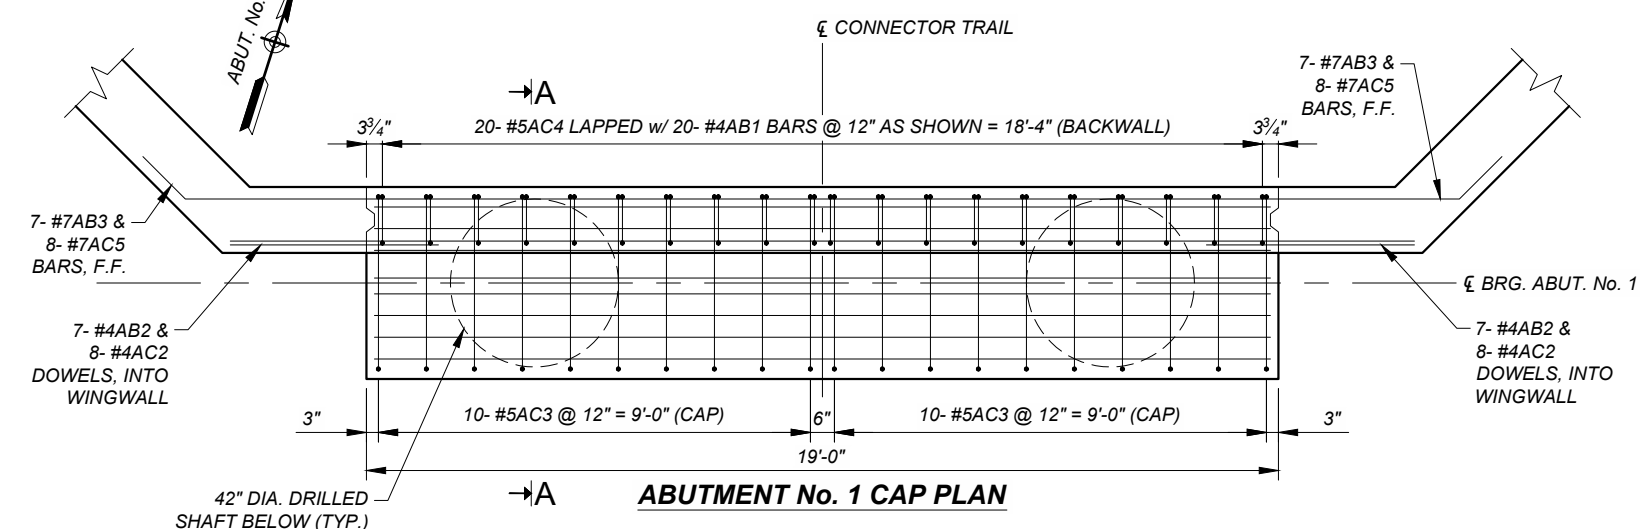 ABUT. No.
℄ CONNECTOR TRAIL
7- #7AB3 &
8- #7AC5
BARS, F.F.
A
3¾"
20- #5AC4 LAPPED w/ 20- #4AB1 BARS @ 12" AS SHOWN = 18'-4" (BACKWALL)
3¾"
7- #7AB3 &
8- #7AC5
BARS, F.F.
℄ BRG. ABUT. No. 1
7- #4AB2 &
8- #4AC2
DOWELS, INTO
WINGWALL
7- #4AB2 &
8- #4AC2
DOWELS, INTO
WINGWALL
3"
10- #5AC3 @ 12" = 9'-0" (CAP)
6"
10- #5AC3 @ 12" = 9'-0" (CAP)
3"
19'-0"
42" DIA. DRILLED
SHAFT BELOW (TYP.)
A
ABUTMENT No. 1 CAP PLAN